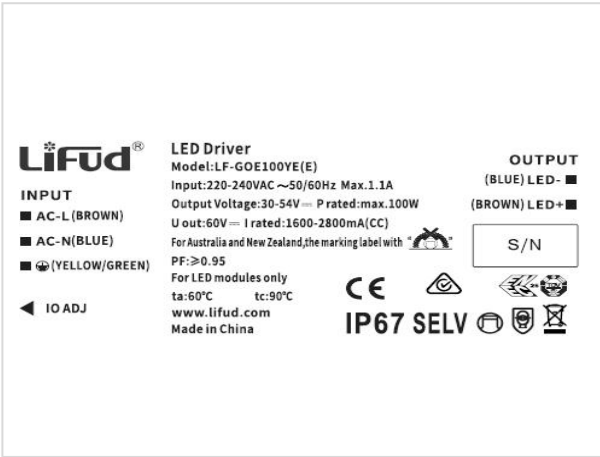 LiFud®
INPUT
AC-L (BROWN)
AC-N(BLUE)
(YELLOW/GREEN)
IO ADJ
LED Driver
Model:LF-GOE100YE(E)
Input:220-240VAC ～50/60Hz Max.1.1A
Output Voltage:30-54V⎓ P rated:max.100W
U out:60V⎓ I rated:1600-2800mA(CC)
For Australia and New Zealand,the marking label with " "
PF:≥0.95
For LED modules only
ta:60°C tc:90°C
www.lifud.com
Made in China
OUTPUT
(BLUE) LED-
(BROWN) LED+
S/N
CE
IP67 SELV